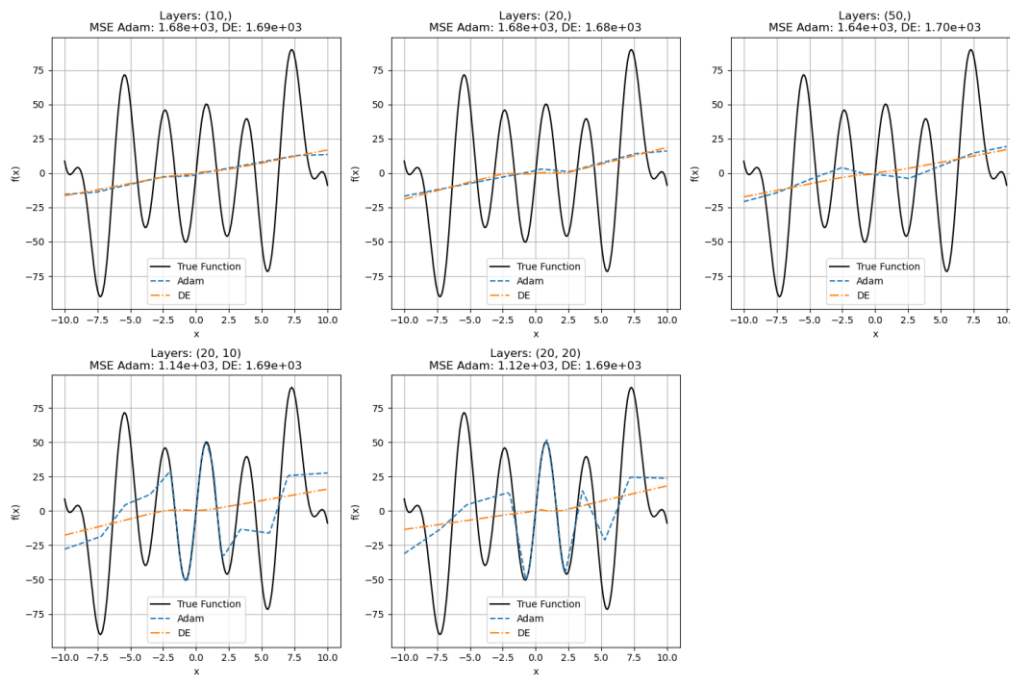 Layers: (10,)
MSE Adam: 1.68e+03, DE: 1.69e+03
75
50
25
0
−25
−50
−75
f(x)
True Function
Adam
DE
−10.0 −7.5 −5.0 −2.5 0.0 2.5 5.0 7.5 10.0
x
Layers: (20,)
MSE Adam: 1.68e+03, DE: 1.68e+03
75
50
25
0
−25
−50
−75
f(x)
True Function
Adam
DE
−10.0 −7.5 −5.0 −2.5 0.0 2.5 5.0 7.5 10.0
x
Layers: (50,)
MSE Adam: 1.64e+03, DE: 1.70e+03
75
50
25
0
−25
−50
−75
f(x)
True Function
Adam
DE
−10.0 −7.5 −5.0 −2.5 0.0 2.5 5.0 7.5 10.0
x
Layers: (20, 10)
MSE Adam: 1.14e+03, DE: 1.69e+03
75
50
25
0
−25
−50
−75
f(x)
True Function
Adam
DE
−10.0 −7.5 −5.0 −2.5 0.0 2.5 5.0 7.5 10.0
x
Layers: (20, 20)
MSE Adam: 1.12e+03, DE: 1.69e+03
75
50
25
0
−25
−50
−75
f(x)
True Function
Adam
DE
−10.0 −7.5 −5.0 −2.5 0.0 2.5 5.0 7.5 10.0
x